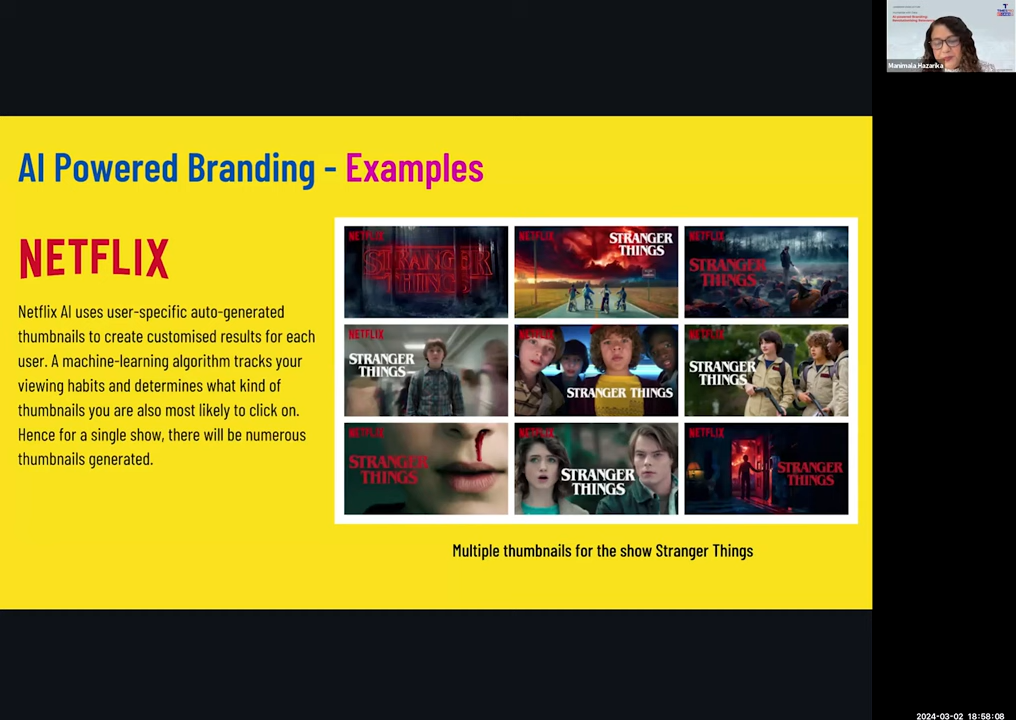 Manimala Hazarika
AI Powered Branding - Examples
NETFLIX
Netflix AI uses user-specific auto-generated
thumbnails to create customised results for each
user. A machine-learning algorithm tracks your
viewing habits and determines what kind of
thumbnails you are also most likely to click on.
Hence for a single show, there will be numerous
thumbnails generated.
NETFLIX
STRANGER
THINGS
NETFLIX
STRANGER
THINGS
NETFLIX
STRANGER
THINGS
NETFLIX
STRANGER
THINGS
NETFLIX
STRANGER THINGS
NETFLIX
STRANGER
THINGS
NETFLIX
STRANGER
THINGS
NETFLIX
STRANGER
THINGS
NETFLIX
STRANGER
THINGS
Multiple thumbnails for the show Stranger Things
2024-03-02 18:58:08